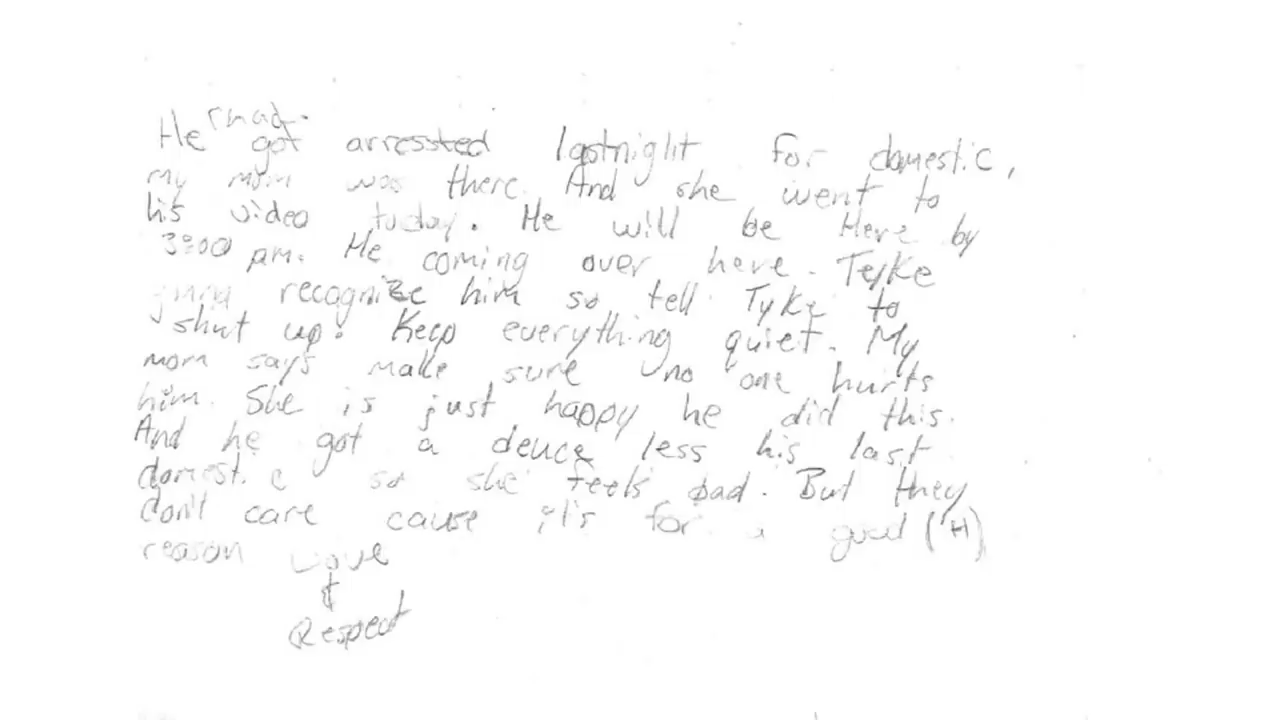 He got arressted lastnight for domestic,
my mom was there. And she went to
his video today. He will be Here by
3:00 pm. He coming over here. Teyke
gunna recognize him so tell Tyke to
shut up. Keep everything quiet. My
mom says make sure no one hurts
him. She is just happy he did this.
And he got a deuce less his last
domestic so she feels bad. But they
don't care cause it's for a good (H)
reason Love
&
Respect